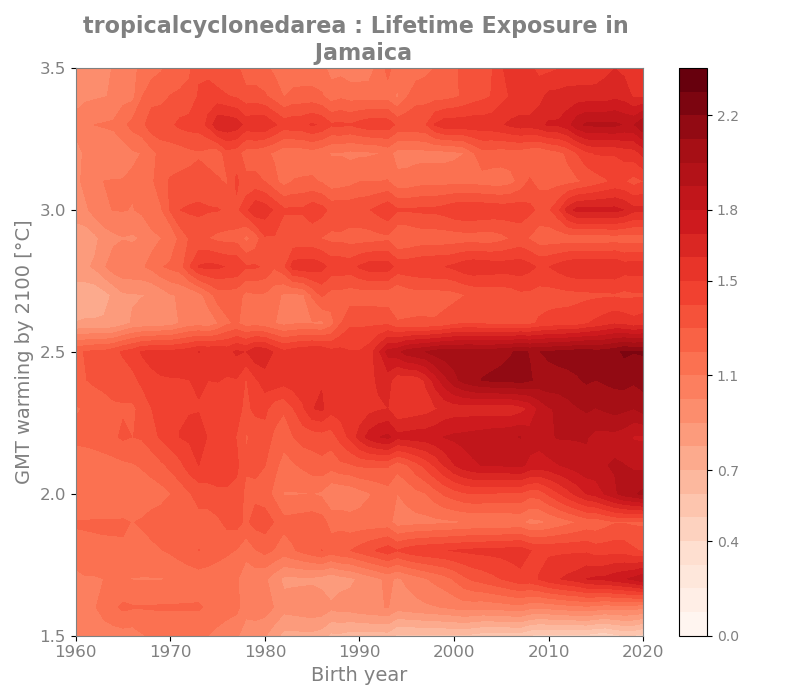 tropicalcyclonedarea : Lifetime Exposure in
Jamaica
3.5
3.0
2.5
2.0
1.5
GMT warming by 2100 [°C]
1960 1970 1980 1990 2000 2010 2020
Birth year
2.2
1.8
1.5
1.1
0.7
0.4
0.0